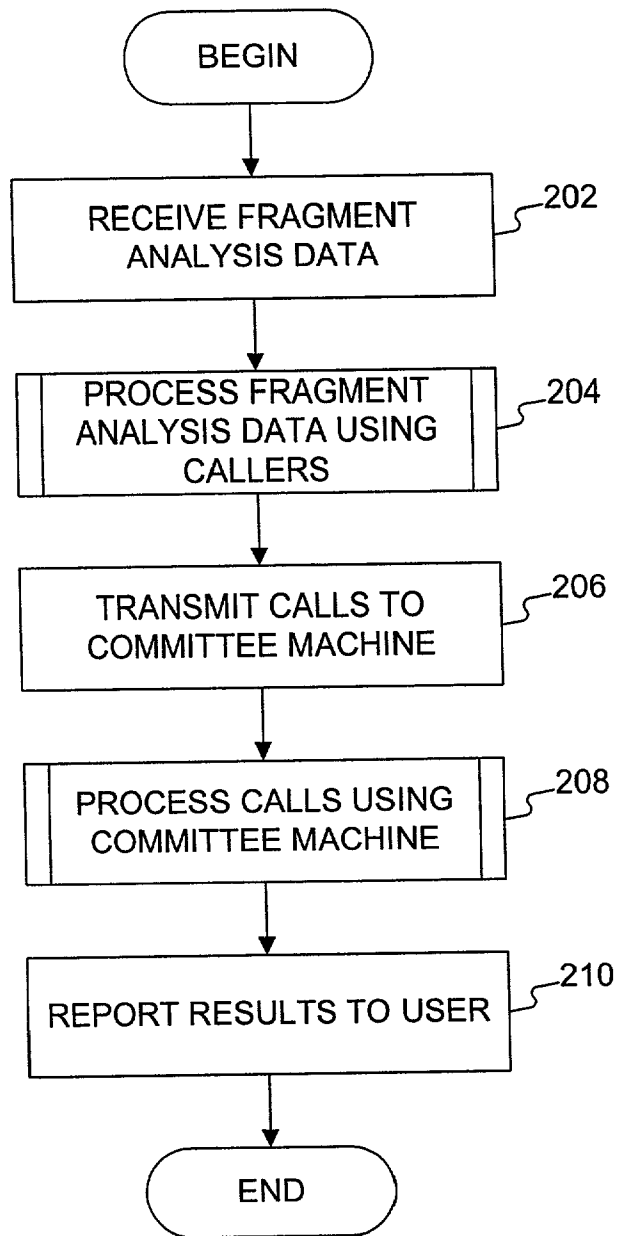 BEGIN
RECEIVE FRAGMENT
ANALYSIS DATA
202
PROCESS FRAGMENT
ANALYSIS DATA USING
CALLERS
204
TRANSMIT CALLS TO
COMMITTEE MACHINE
206
PROCESS CALLS USING
COMMITTEE MACHINE
208
REPORT RESULTS TO USER
210
END